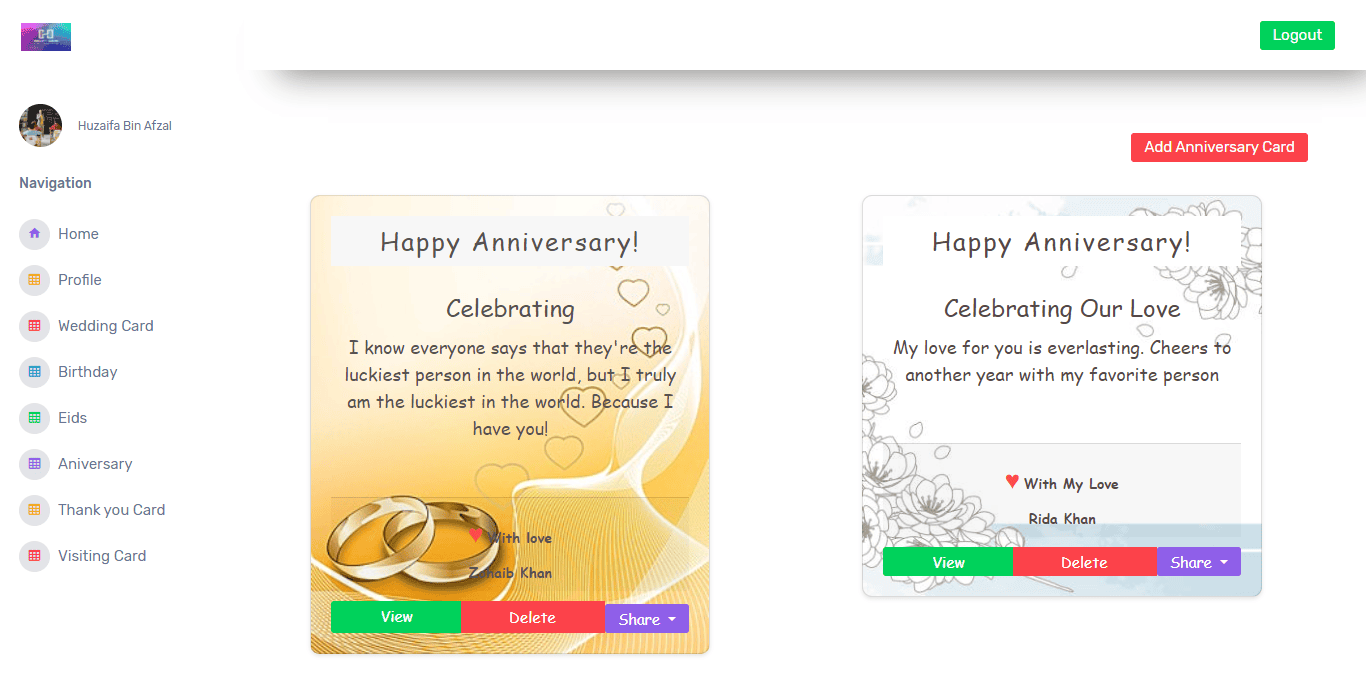 Logout
Huzaifa Bin Afzal
Navigation
Home
Profile
Wedding Card
Birthday
Eids
Aniversary
Thank you Card
Visiting Card
Add Anniversary Card
Happy Anniversary!
Celebrating
I know everyone says that they're the
luckiest person in the world, but I truly
am the luckiest in the world. Because I
have you!
With love
Zohaib Khan
View Delete Share
Happy Anniversary!
Celebrating Our Love
My love for you is everlasting. Cheers to
another year with my favorite person
With My Love
Rida Khan
View Delete Share